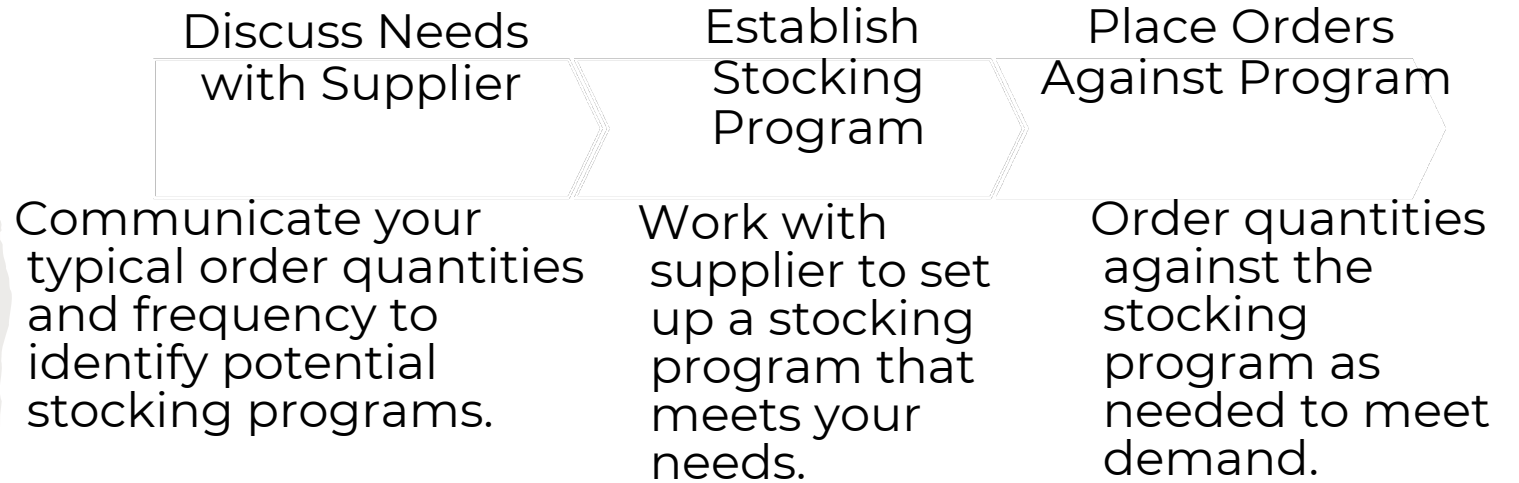 Discuss Needs
with Supplier
Establish
Stocking
Program
Place Orders
Against Program
Communicate your
typical order quantities
and frequency to
identify potential
stocking programs.
Work with
supplier to set
up a stocking
program that
meets your
needs.
Order quantities
against the
stocking
program as
needed to meet
demand.